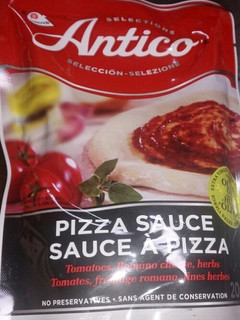 SELECTIONS
Antico
SELECCIÓN-SELEZIONE
PIZZA SAUCE
SAUCE À PIZZA
Tomatoes, Romano cheese, herbs
Tomates, fromage romano, fines herbes
NO PRESERVATIVES • SANS AGENT DE CONSERVATION